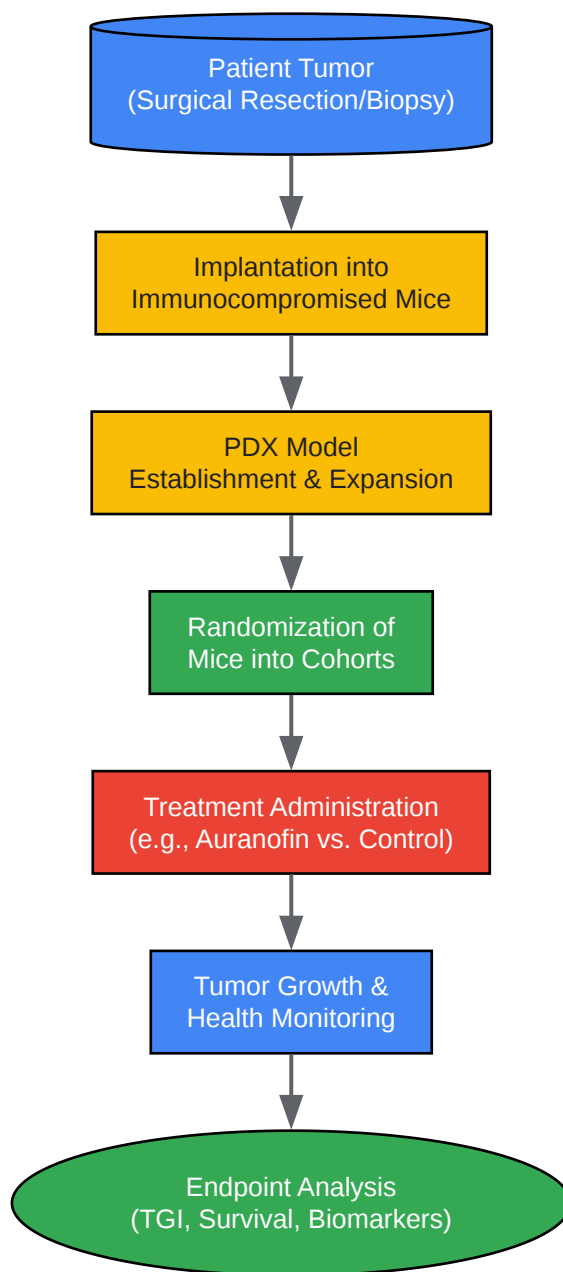 Patient Tumor
(Surgical Resection/Biopsy)
Implantation into
Immunocompromised Mice
PDX Model
Establishment & Expansion
Randomization of
Mice into Cohorts
Treatment Administration
(e.g., Auranofin vs. Control)
Tumor Growth &
Health Monitoring
Endpoint Analysis
(TGI, Survival, Biomarkers)